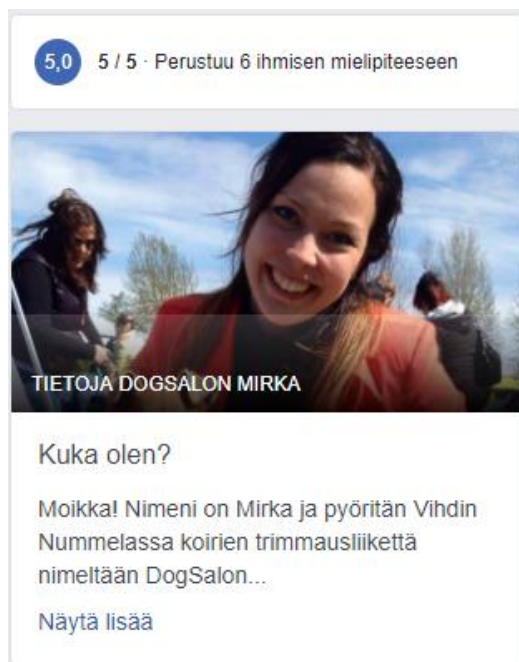 5,0 5 / 5 · Perustuu 6 ihmisen mielipiteeseen
TIETOJA DOGSALON MIRKA
Kuka olen?
Moikka! Nimeni on Mirka ja pyöritän Vihdin
Nummelassa koirien trimmausliikettä
nimeltään DogSalon...
Näytä lisää